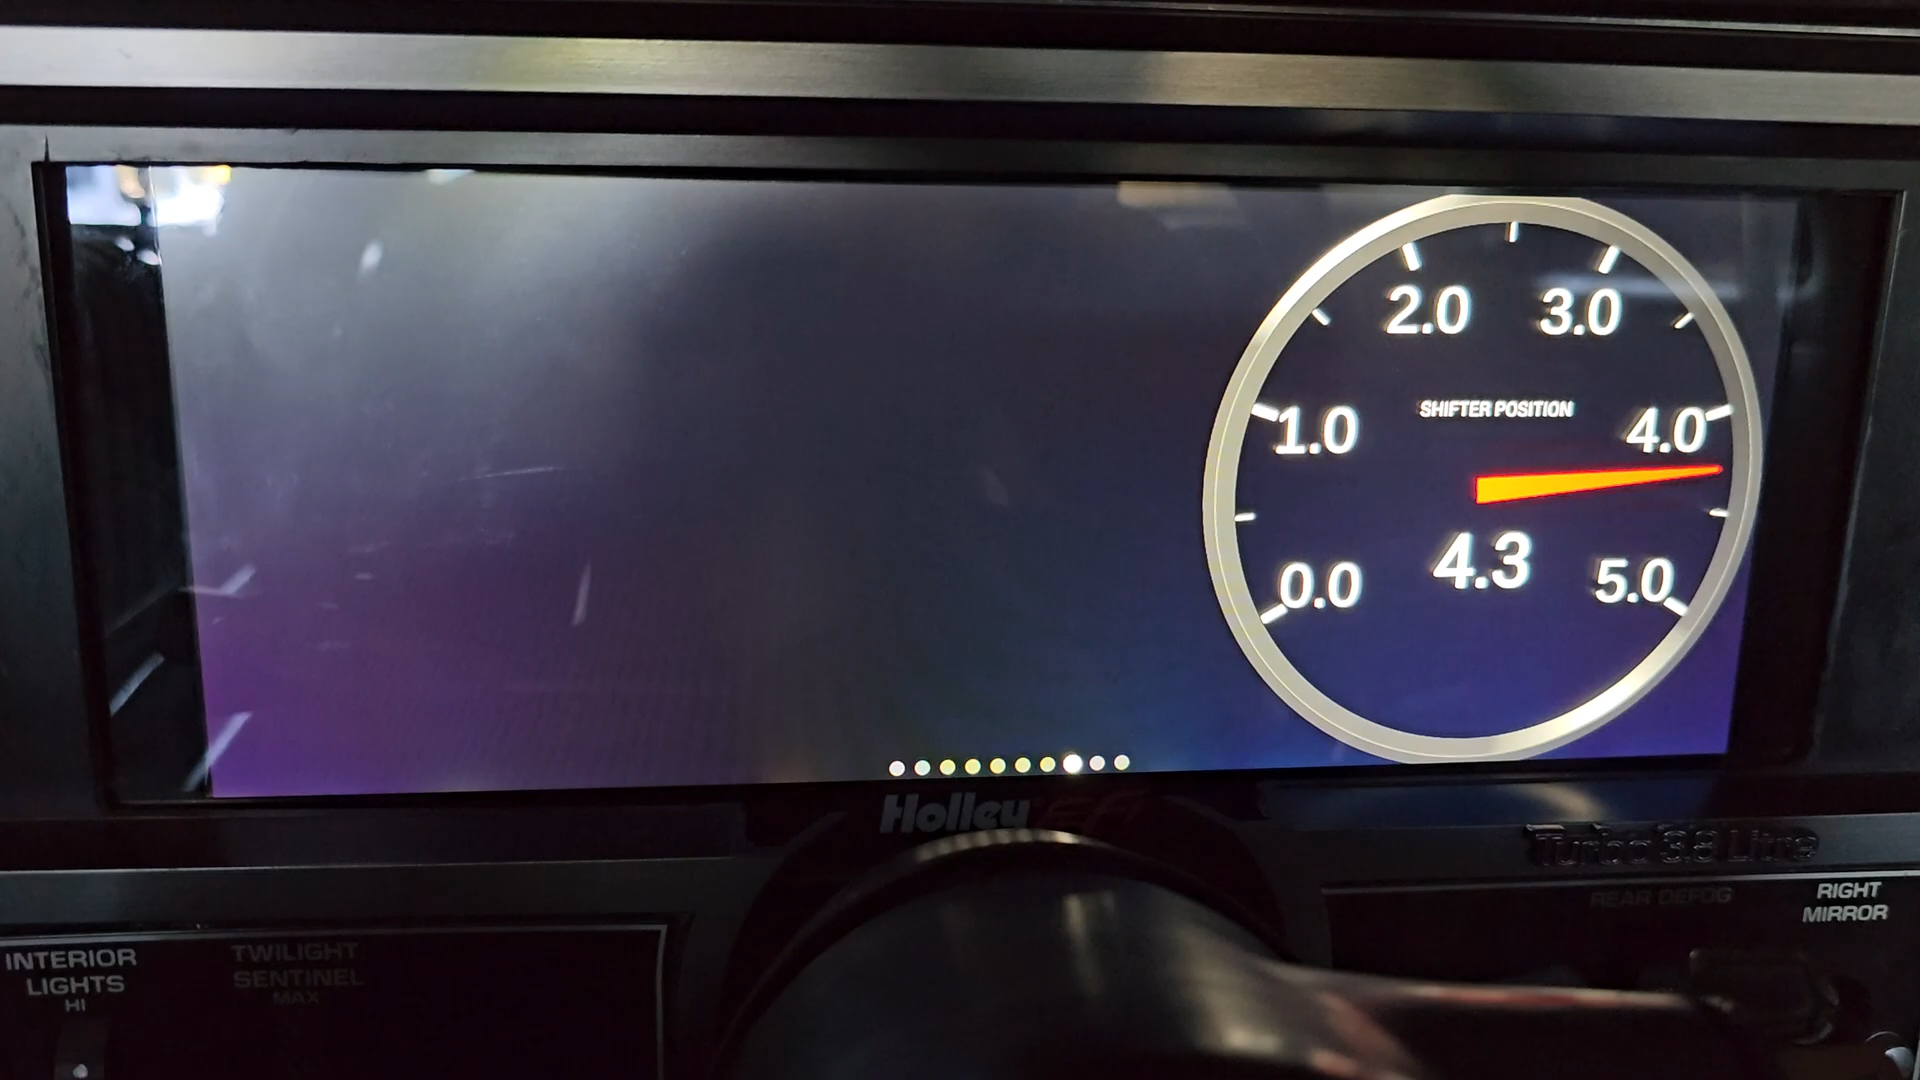 2.0 3.0
SHIFTER POSITION
1.0 4.0
4.3
0.0 5.0
Holley EFI
Turbo 3.8 Litre
REAR DEFOG
RIGHT
MIRROR
INTERIOR
LIGHTS
HI
TWILIGHT
SENTINEL
MAX